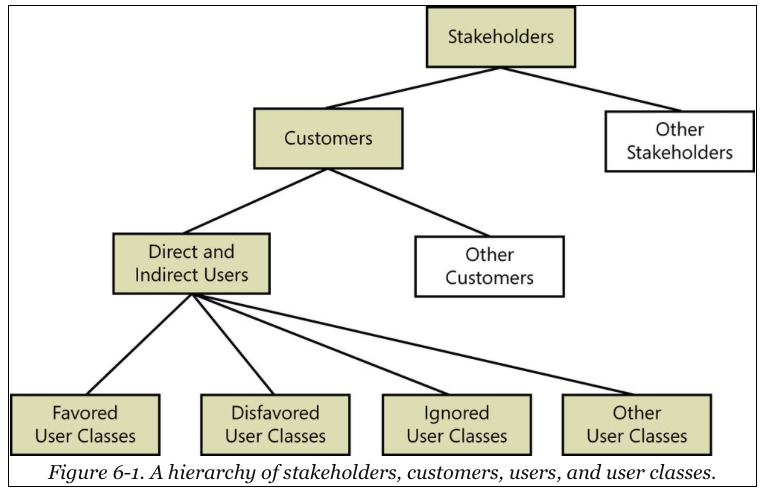 Stakeholders
Customers
Other
Stakeholders
Direct and
Indirect Users
Other
Customers
Favored
User Classes
Disfavored
User Classes
Ignored
User Classes
Other
User Classes
Figure 6-1. A hierarchy of stakeholders, customers, users, and user classes.